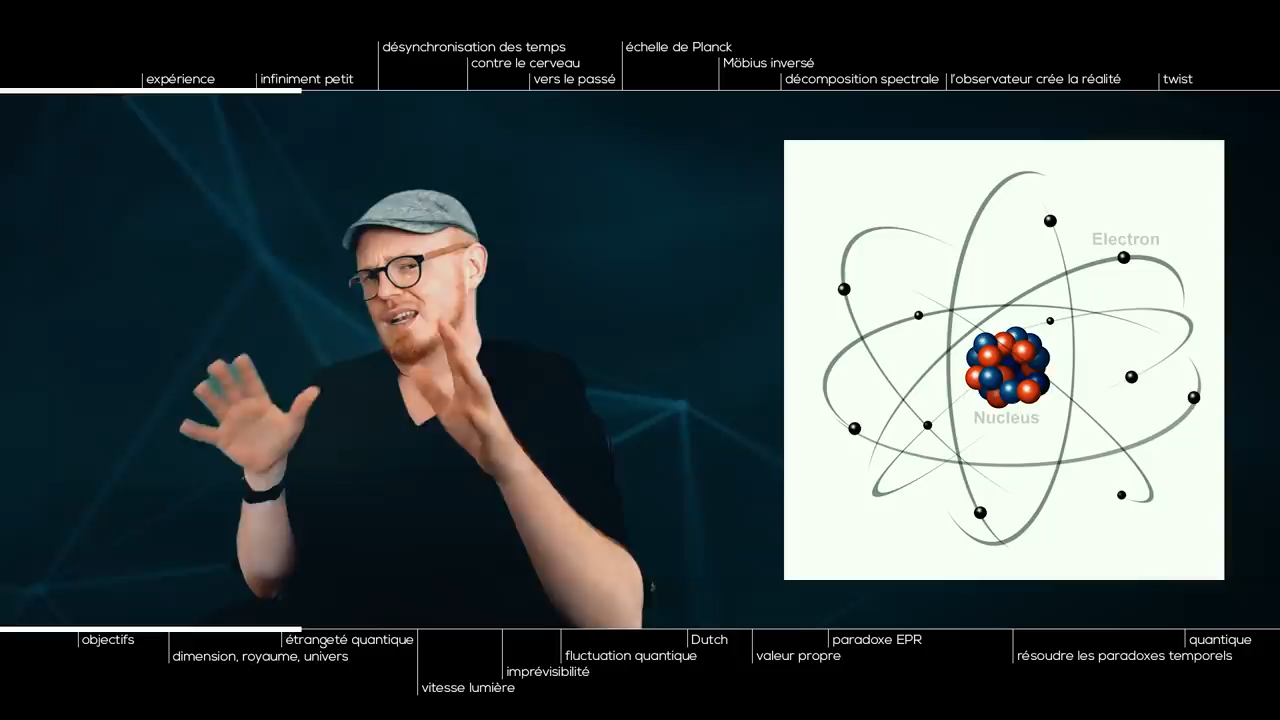 désynchronisation des temps
échelle de Planck
contre le cerveau
Möbius inversé
expérience
infiniment petit
vers le passé
décomposition spectrale
l'observateur crée la réalité
twist
Electron
Nucleus
objectifs
étrangeté quantique
Dutch
paradoxe EPR
quantique
dimension, royaume, univers
fluctuation quantique
valeur propre
résoudre les paradoxes temporels
imprévisibilité
vitesse lumière